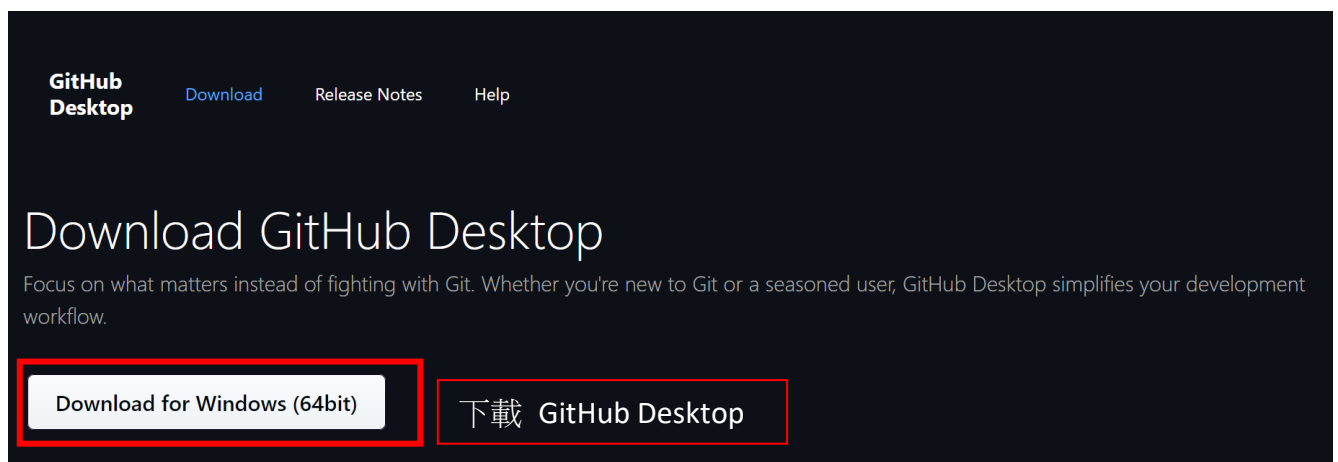 GitHub
Desktop
Download
Release Notes
Help
Download GitHub Desktop
Focus on what matters instead of fighting with Git. Whether you're new to Git or a seasoned user, GitHub Desktop simplifies your development
workflow.
Download for Windows (64bit)
下載 GitHub Desktop